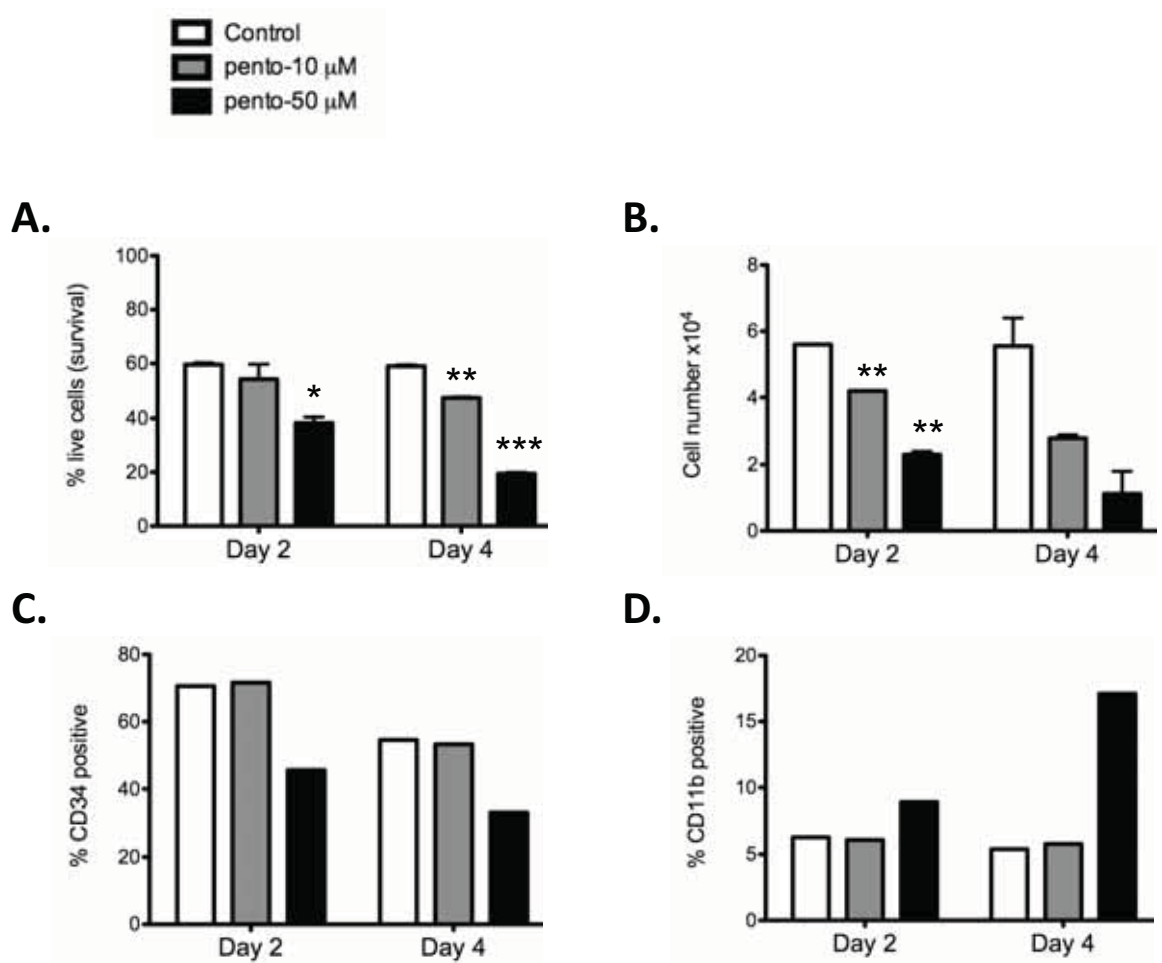 Control
pento-10 μM
pento-50 μM
A.
% live cells (survival)
100
80
60
40
20
0
*
**
***
Day 2
Day 4
B.
Cell number x10⁴
8
6
4
2
0
**
**
Day 2
Day 4
C.
% CD34 positive
80
60
40
20
0
Day 2
Day 4
D.
% CD11b positive
20
15
10
5
0
Day 2
Day 4